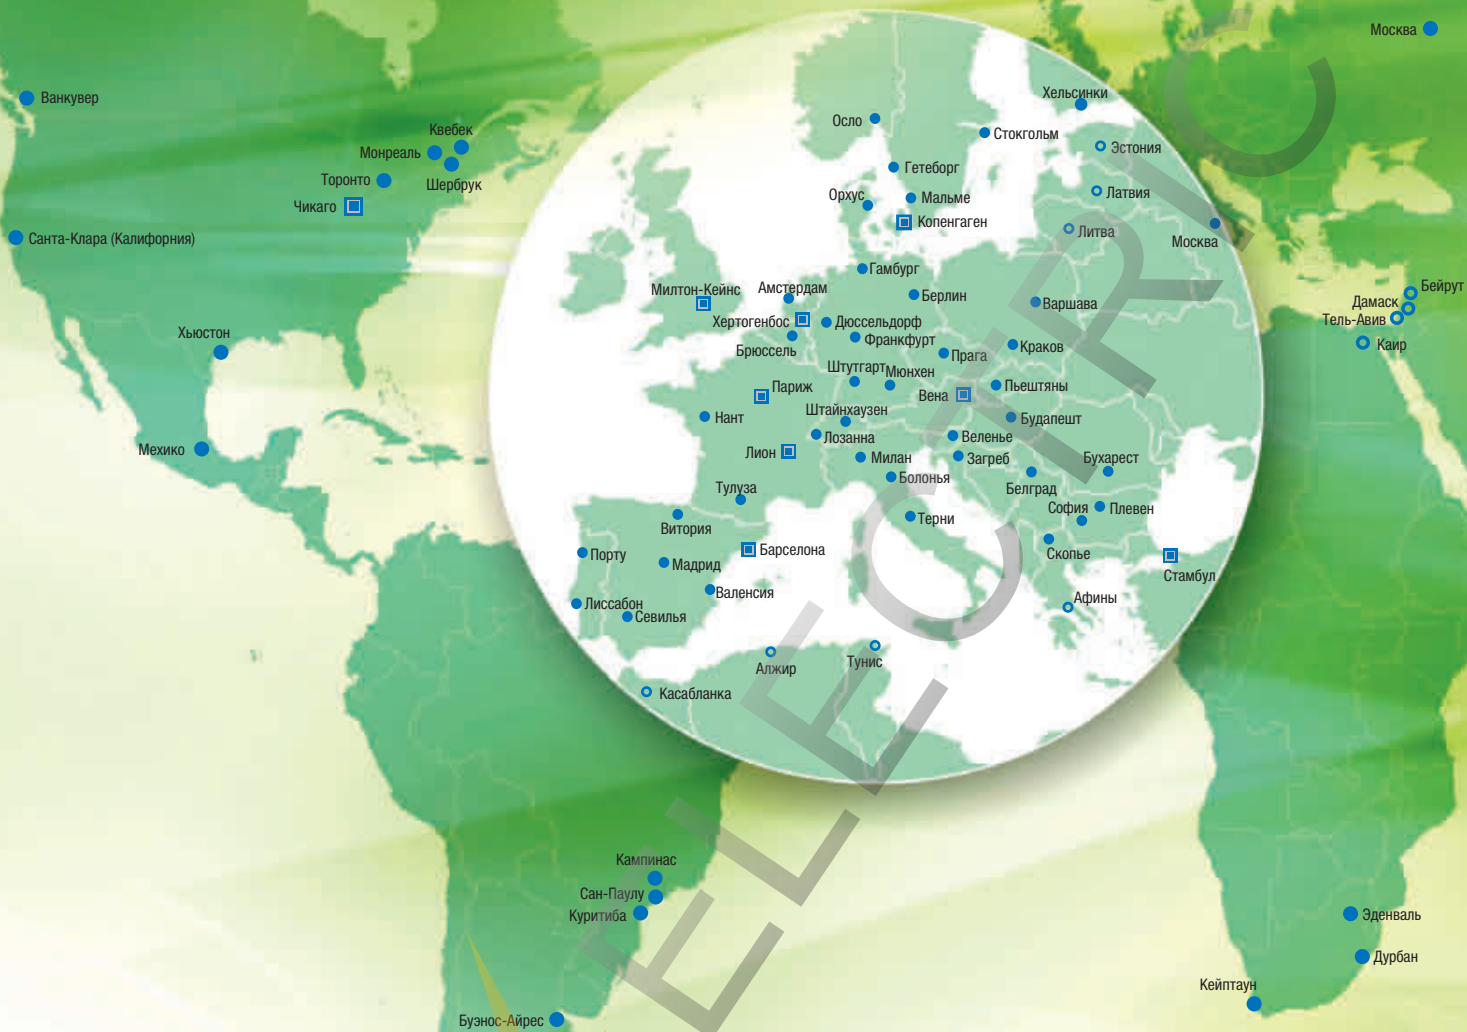 Москва
Ванкувер
Квебек
Монреаль
Торонто
Шербрук
Чикаго
Санта-Клара (Калифорния)
Хьюстон
Мехико
Хельсинки
Осло
Стокгольм
Эстония
Гетеборг
Орхус
Мальме
Латвия
Копенгаген
Литва
Москва
Гамбург
Милтон-Кейнс
Амстердам
Берлин
Варшава
Хертогенбос
Дюссельдорф
Франкфурт
Брюссель
Прага
Краков
Штутгарт
Мюнхен
Париж
Вена
Пьештяны
Штайнхаузен
Нант
Будапешт
Лозанна
Веленье
Лион
Милан
Загреб
Бухарест
Болонья
Белград
Тулуза
София
Плевен
Витория
Терни
Порту
Барселона
Скопье
Мадрид
Стамбул
Валенсия
Лиссабон
Афины
Севилья
Алжир
Тунис
Касабланка
Бейрут
Дамаск
Тель-Авив
Каир
Кампинас
Сан-Паулу
Куритиба
Буэнос-Айрес
Эденваль
Дурбан
Кейптаун
ELECTRIC